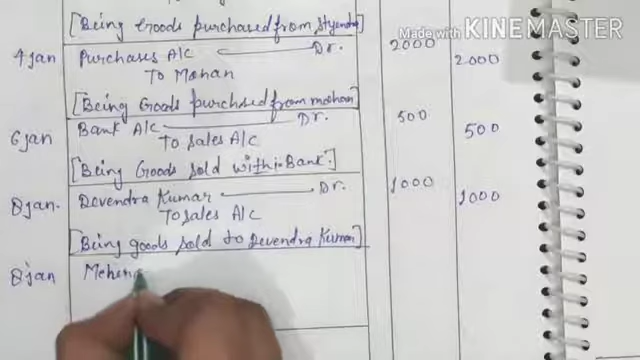 [Being Goods purchased from Styendra]
Made with KINEMASTER
4 Jan Purchases A/c Dr. 2000
To Mohan 2000
[Being Goods purchased from mohan]
6 Jan Bank A/c Dr. 500
To Sales A/c 500
[Being Goods sold with i.Bank.]
8 Jan. Devendra Kumar Dr. 1000
To Sales A/c 1000
[Being goods sold to Devendra Kumar]
8 Jan